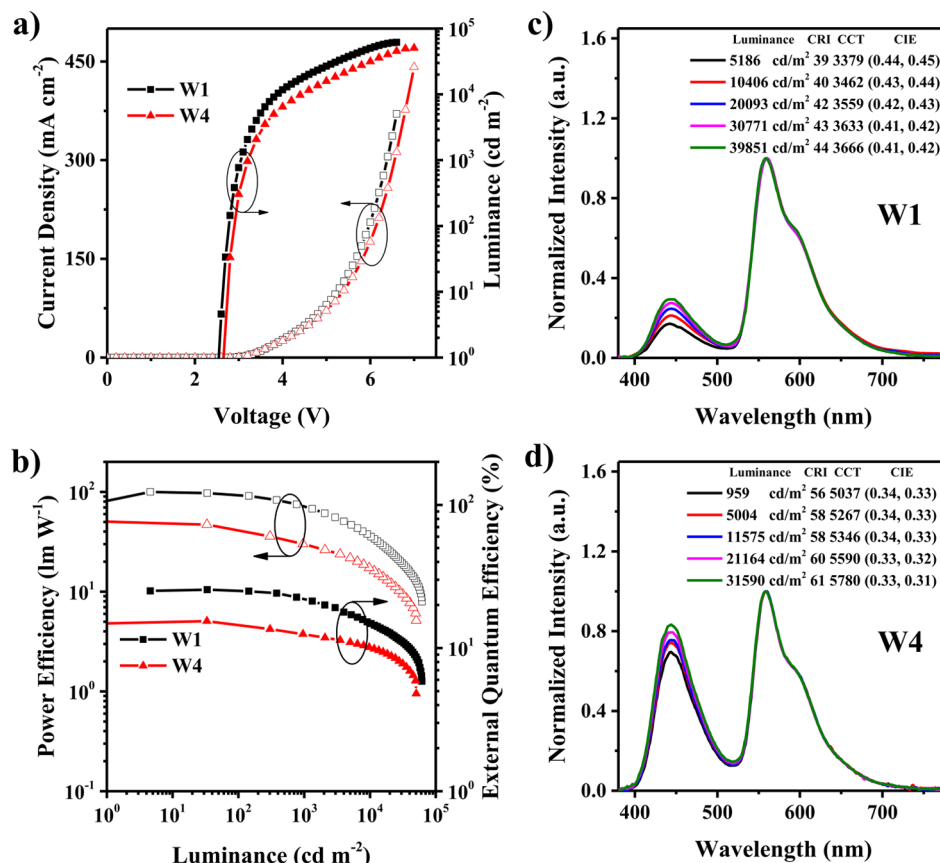 a)
Current Density (mA cm⁻²)
450
300
150
0
W1
W4
10⁵
10⁴
10³
10²
10¹
10⁰
Luminance (cd m⁻²)
0 2 4 6
Voltage (V)
c)
Normalized Intensity (a.u.)
1.6
1.2
0.8
0.4
0.0
Luminance CRI CCT CIE
5186 cd/m² 39 3379 (0.44, 0.45)
10406 cd/m² 40 3462 (0.43, 0.44)
20093 cd/m² 42 3559 (0.42, 0.43)
30771 cd/m² 43 3633 (0.41, 0.42)
39851 cd/m² 44 3666 (0.41, 0.42)
W1
400 500 600 700
Wavelength (nm)
b)
Power Efficiency (lm W⁻¹)
10²
10¹
10⁰
10⁻¹
W1
W4
10²
10¹
10⁰
External Quantum Efficiency (%)
10⁰ 10¹ 10² 10³ 10⁴ 10⁵
Luminance (cd m⁻²)
d)
Normalized Intensity (a.u.)
1.6
1.2
0.8
0.4
0.0
Luminance CRI CCT CIE
959 cd/m² 56 5037 (0.34, 0.33)
5004 cd/m² 58 5267 (0.34, 0.33)
11575 cd/m² 58 5346 (0.34, 0.33)
21164 cd/m² 60 5590 (0.33, 0.32)
31590 cd/m² 61 5780 (0.33, 0.31)
W4
400 500 600 700
Wavelength (nm)